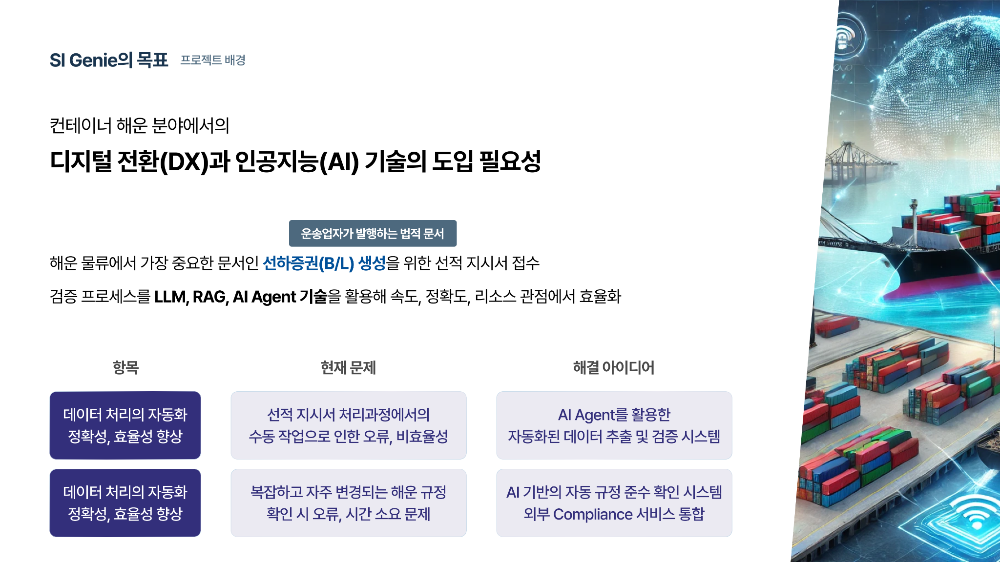 SI Genie의 목표 프로젝트 배경
컨테이너 해운 분야에서의
디지털 전환(DX)과 인공지능(AI) 기술의 도입 필요성
운송업자가 발행하는 법적 문서
해운 물류에서 가장 중요한 문서인 선하증권(B/L) 생성을 위한 선적 지시서 접수
검증 프로세스를 LLM, RAG, AI Agent 기술을 활용해 속도, 정확도, 리소스 관점에서 효율화
항목 현재 문제 해결 아이디어
데이터 처리의 자동화
정확성, 효율성 향상
선적 지시서 처리과정에서의
수동 작업으로 인한 오류, 비효율성
AI Agent를 활용한
자동화된 데이터 추출 및 검증 시스템
데이터 처리의 자동화
정확성, 효율성 향상
복잡하고 자주 변경되는 해운 규정
확인 시 오류, 시간 소요 문제
AI 기반의 자동 규정 준수 확인 시스템
외부 Compliance 서비스 통합